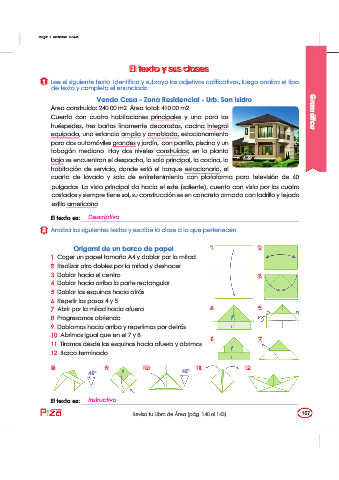 El texto y sus clases
1 Lee el siguiente texto. Identifica y subraya los adjetivos calificativos, luego analiza el tipo
de texto y completa el enunciado.
Vendo Casa - Zona Residencial - Urb. San Isidro
Área construida: 240.00 m2 Área total: 410.00 m2
Cuenta con cuatro habitaciones principales y una para los
huéspedes, tres baños finamente decorados, cocina integral
equipada, una estancia amplia y amoblada, estacionamiento
para dos automóviles grandes y jardín, con parrilla, piscina y un
tobogán mediano. Hay dos niveles construidos; en la planta
baja se encuentran el despacho, la sala principal, la cocina, la
habitación de servicio, donde está el tanque estacionario, el
cuarto de lavado y sala de entretenimiento con plataforma para televisión de 60
pulgadas. La vista principal da hacia el este (saliente), cuenta con vista por los cuatro
costados y siempre tiene sol, su construcción es en concreto armado con ladrillo y tejado
estilo americano.
El texto es: Descriptivo
2 Analiza los siguientes textos y escribe la clase a la que pertenecen.
Origami de un barco de papel
1 Coger un papel tamaño A4 y doblar por la mitad
2 Realizar otro doblez por la mitad y deshacer
3 Doblar hacia el centro
4 Doblar hacia arriba la parte rectangular
5 Doblar las esquinas hacia atrás
6 Repetir los pasos 4 y 5
7 Abrir por la mitad hacia afuera
8 Progresamos abriendo
9 Doblamos hacia arriba y repetimos por detrás
10 Abrimos igual que en el 7 y 8
11 Tiramos desde las esquinas hacia afuera y abrimos
12 Barco terminado
1.
2.
3.
4.
5.
6.
7.
8.
9.
10.
11.
12.
El texto es: Instructivo
Revisa tu Libro de Área (pág. 140 al 143)
167
Gramática